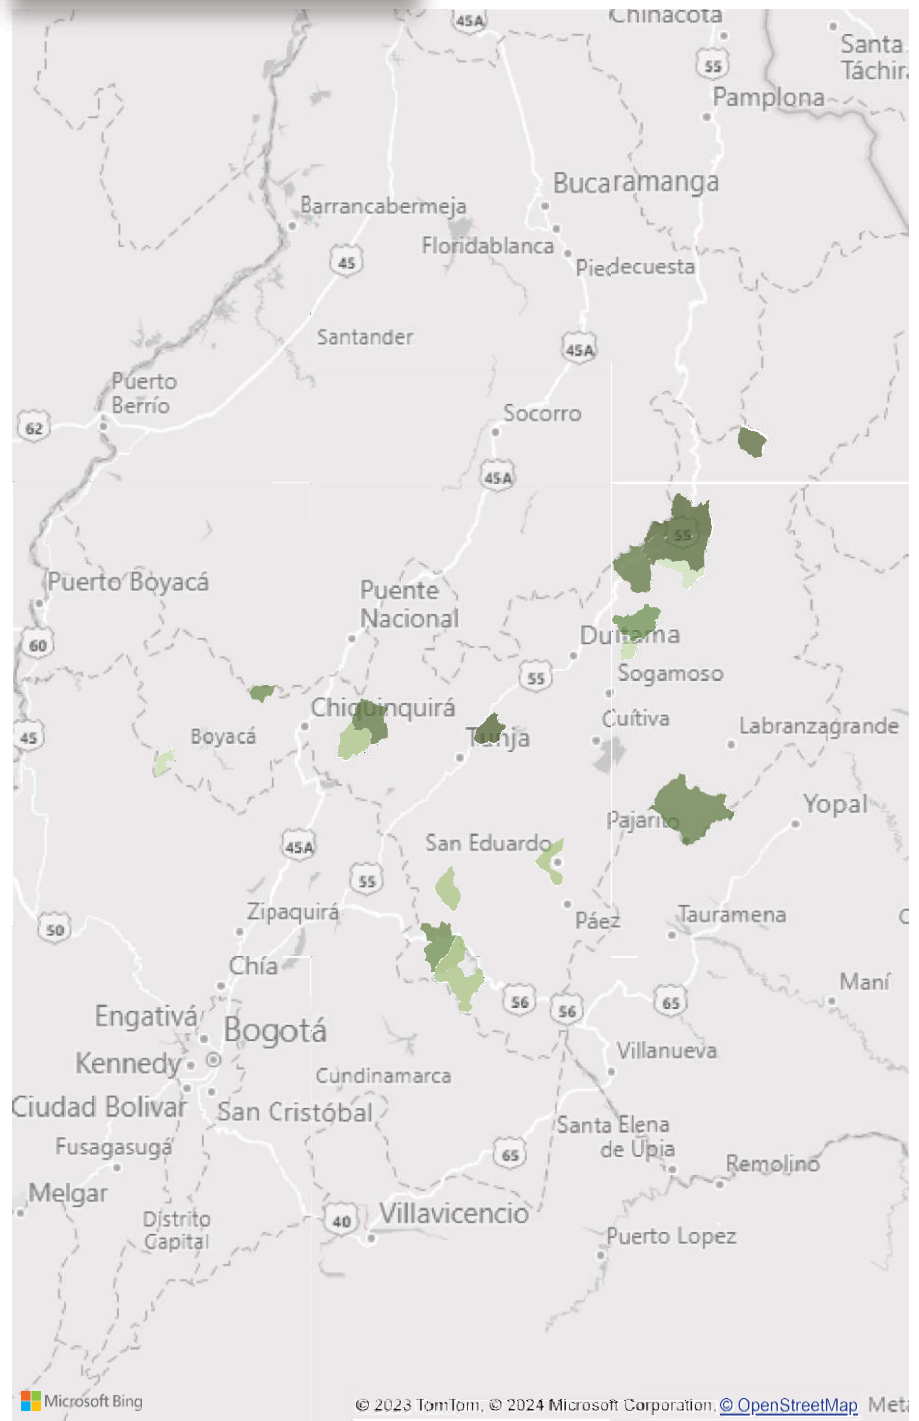 45A
Chinácota
Santa
Táchira
55
Pamplona
Bucaramanga
Barrancabermeja
Floridablanca
45
Piedecuesta
Santander
45A
Puerto
Berrío
Socorro
62
45A
55
Puerto Boyacá
Puente
Nacional
60
Duitama
55
Sogamoso
Chiquinquirá
Cuítiva
Labranzagrande
45
Boyacá
Tunja
Yopal
Pajarito
45A
San Eduardo
55
Zipaquirá
Páez
Tauramena
50
Chía
Maní
56
56
65
Engativá
Bogotá
Kennedy
Villanueva
Cundinamarca
Ciudad Bolivar
San Cristóbal
Santa Elena
de Upia
Fusagasugá
65
Remolino
Melgar
Distrito
Capital
40
Villavicencio
Puerto Lopez
Microsoft Bing
© 2023 TomTom, © 2024 Microsoft Corporation, © OpenStreetMap
Meta